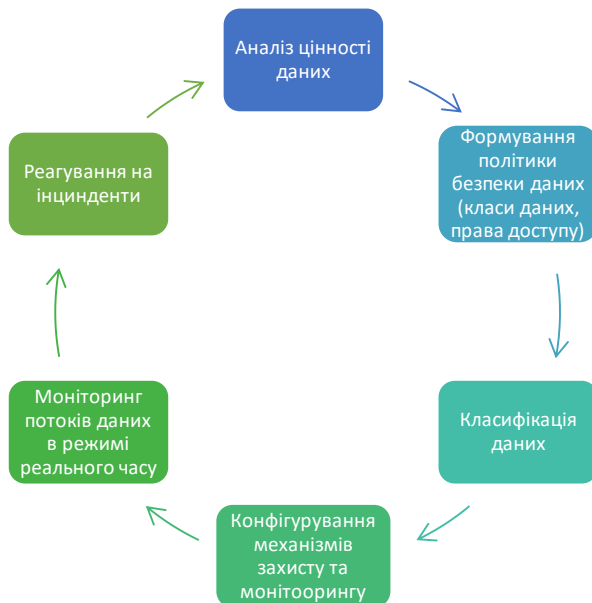 Аналіз цінності
даних
Формування
політики
безпеки даних
(класи даних,
права доступу)
Класифікація
даних
Конфігурування
механізмів
захисту та
монітоорингу
Моніторинг
потоків даних
в режимі
реального часу
Реагування на
інцинденти